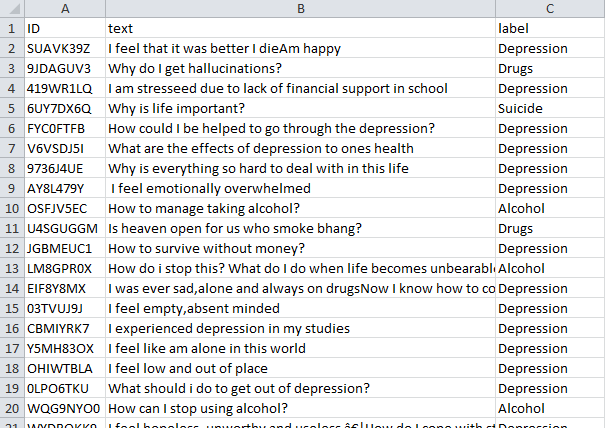 A B C
1 ID text label
2 SUAVK39Z I feel that it was better I dieAm happy Depression
3 9JDAGUV3 Why do I get hallucinations? Drugs
4 419WR1LQ I am stresseed due to lack of financial support in school Depression
5 6UY7DX6Q Why is life important? Suicide
6 FYC0FTFB How could I be helped to go through the depression? Depression
7 V6VSDJ5I What are the effects of depression to ones health Depression
8 9736J4UE Why is everything so hard to deal with in this life Depression
9 AY8L479Y I feel emotionally overwhelmed Depression
10 OSFJV5EC How to manage taking alcohol? Alcohol
11 U4SGUGGM Is heaven open for us who smoke bhang? Drugs
12 JGBMEUC1 How to survive without money? Depression
13 LM8GPR0X How do i stop this? What do I do when life becomes unbearabl Alcohol
14 EIF8Y8MX I was ever sad,alone and always on drugsNow I know how to co Depression
15 03TVUJ9J I feel empty,absent minded Depression
16 CBMIYRK7 I experienced depression in my studies Depression
17 Y5MH83OX I feel like am alone in this world Depression
18 OHIWTBLA I feel low and out of place Depression
19 0LPO6TKU What should i do to get out of depression? Depression
20 WQG9NYO0 How can I stop using alcohol? Alcohol
21 I feel hopeless, unworthy and useless â€¦How do I cope with Depression